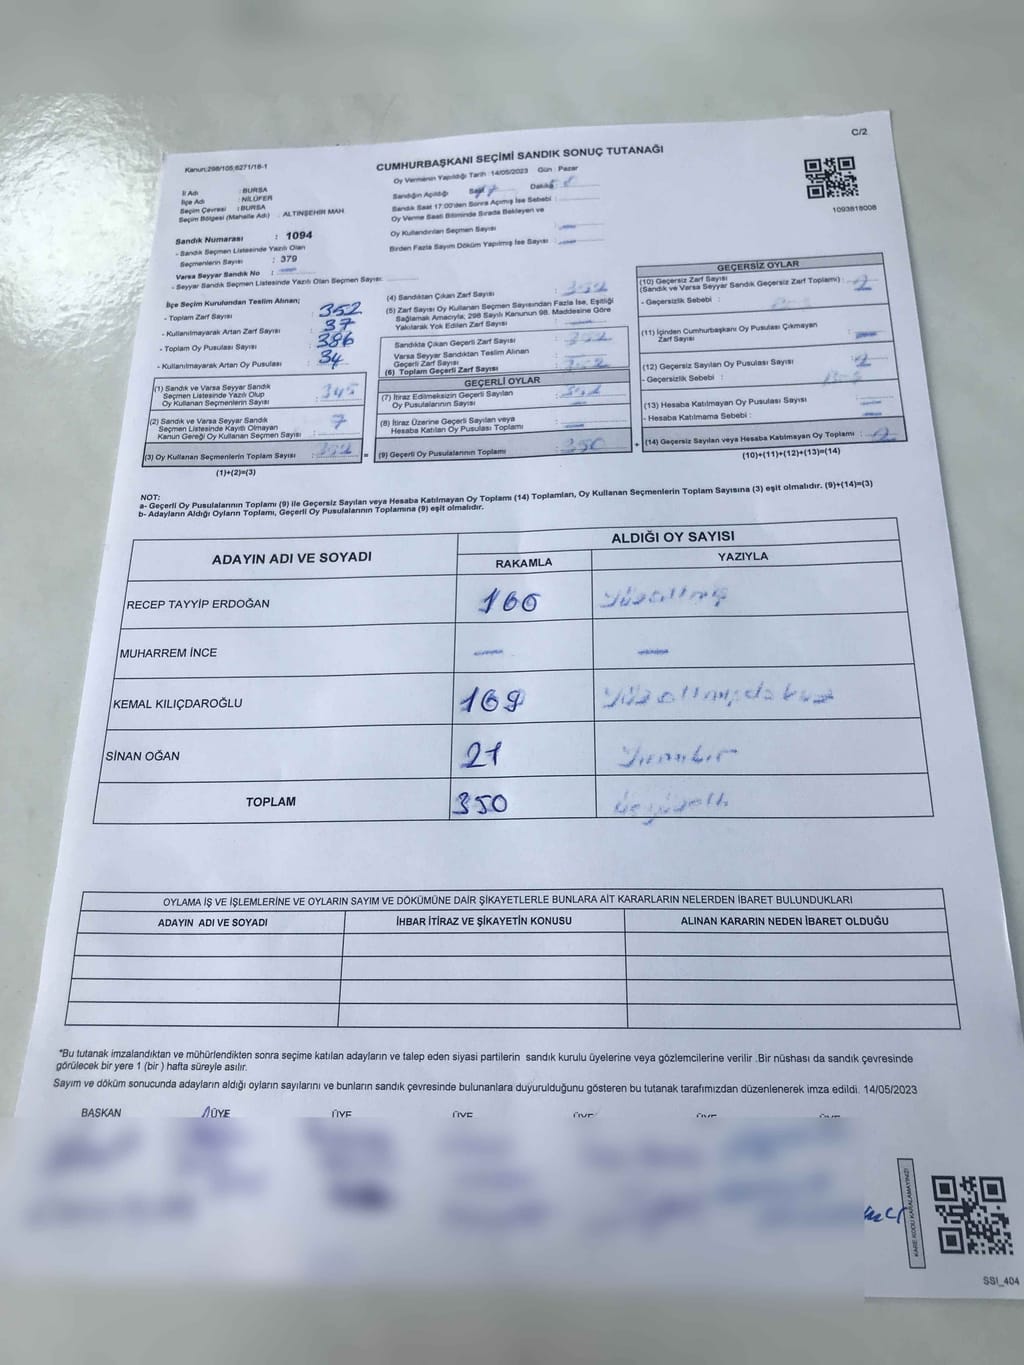 C/2
Kanun:298/105;6271/16-1
CUMHURBAŞKANI SEÇİMİ SANDIK SONUÇ TUTANAĞI
Oy Vermenin Yapıldığı Tarih :14/05/2023 Gün : Pazar
Sandığın Açıldığı Saat Dakika
Sandık Saat 17:00'den Sonra Açılmış İse Sebebi :
Oy Verme Saati Bitiminde Sırada Bekleyen ve
Oy Kullandırılan Seçmen Sayısı
Birden Fazla Sayım Döküm Yapılmış İse Sayısı
1093818008
İl Adı : BURSA
İlçe Adı : NİLÜFER
Seçim Çevresi : BURSA
Seçim Bölgesi (Mahalle Adı) : ALTINŞEHİR MAH
Sandık Numarası : 1094
- Sandık Seçmen Listesinde Yazılı Olan
Seçmenlerin Sayısı : 379
Varsa Seyyar Sandık No :
- Seyyar Sandık Seçmen Listesinde Yazılı Olan Seçmen Sayısı:
İlçe Seçim Kurulundan Teslim Alınan;
- Toplam Zarf Sayısı : 352
- Kullanılmayarak Artan Zarf Sayısı : 37
- Toplam Oy Pusulası Sayısı : 386
- Kullanılmayarak Artan Oy Pusulası : 34
(1) Sandık ve Varsa Seyyar Sandık
Seçmen Listesinde Yazılı Olup
Oy Kullanan Seçmenlerin Sayısı : 345
(2) Sandık ve Varsa Seyyar Sandık
Seçmen Listesinde Kayıtlı Olmayan
Kanun Gereği Oy Kullanan Seçmen Sayısı : 7
(3) Oy Kullanan Seçmenlerin Toplam Sayısı : 352
(1)+(2)=(3)
(4) Sandıktan Çıkan Zarf Sayısı : 352
(5) Zarf Sayısı Oy Kullanan Seçmen Sayısından Fazla İse, Eşitliği
Sağlamak Amacıyla, 298 Sayılı Kanunun 98. Maddesine Göre
Yakılarak Yok Edilen Zarf Sayısı
Sandıkta Çıkan Geçerli Zarf Sayısı : 352
Varsa Seyyar Sandıktan Teslim Alınan
Geçerli Zarf Sayısı
(6) Toplam Geçerli Zarf Sayısı : 352
GEÇERLİ OYLAR
(7) İtiraz Edilmeksizin Geçerli Sayılan
Oy Pusulalarının Sayısı
(8) İtiraz Üzerine Geçerli Sayılan veya
Hesaba Katılan Oy Pusulası Toplamı
= (9) Geçerli Oy Pusulalarının Toplamı : 350
GEÇERSİZ OYLAR
(10) Geçersiz Zarf Sayısı
(Sandık ve Varsa Seyyar Sandık Geçersiz Zarf Toplamı) :
- Geçersizlik Sebebi :
(11) İçinden Cumhurbaşkanı Oy Pusulası Çıkmayan
Zarf Sayısı
(12) Geçersiz Sayılan Oy Pusulası Sayısı : 2
- Geçersizlik Sebebi :
(13) Hesaba Katılmayan Oy Pusulası Sayısı
- Hesaba Katılmama Sebebi :
+ (14) Geçersiz Sayılan veya Hesaba Katılmayan Oy Toplamı : 2
(10)+(11)+(12)+(13)=(14)
NOT:
a- Geçerli Oy Pusulalarının Toplamı (9) ile Geçersiz Sayılan veya Hesaba Katılmayan Oy Toplamı (14) Toplamları, Oy Kullanan Seçmenlerin Toplam Sayısına (3) eşit olmalıdır. (9)+(14)=(3)
b- Adayların Aldığı Oyların Toplamı, Geçerli Oy Pusulalarının Toplamına (9) eşit olmalıdır.
ADAYIN ADI VE SOYADI
ALDIĞI OY SAYISI
RAKAMLA YAZIYLA
RECEP TAYYİP ERDOĞAN 160 Yüzaltmış
MUHARREM İNCE
KEMAL KILIÇDAROĞLU 169 Yüzaltmışdokuz
SİNAN OĞAN 21 Yirmibir
TOPLAM 350
OYLAMA İŞ VE İŞLEMLERİNE VE OYLARIN SAYIM VE DÖKÜMÜNE DAİR ŞİKAYETLERLE BUNLARA AİT KARARLARIN NELERDEN İBARET BULUNDUKLARI
ADAYIN ADI VE SOYADI İHBAR İTİRAZ VE ŞİKAYETİN KONUSU ALINAN KARARIN NEDEN İBARET OLDUĞU
*Bu tutanak imzalandıktan ve mühürlendikten sonra seçime katılan adayların ve talep eden siyasi partilerin sandık kurulu üyelerine veya gözlemcilerine verilir .Bir nüshası da sandık çevresinde
görülecek bir yere 1 (bir ) hafta süreyle asılır.
Sayım ve döküm sonucunda adayların aldığı oyların sayılarını ve bunların sandık çevresinde bulunanlara duyurulduğunu gösteren bu tutanak tarafımızdan düzenlenerek imza edildi. 14/05/2023
BAŞKAN ÜYE ÜYE ÜYE ÜYE ÜYE ÜYE
KARE KODU KARALAMAYINIZ!
SSI_404